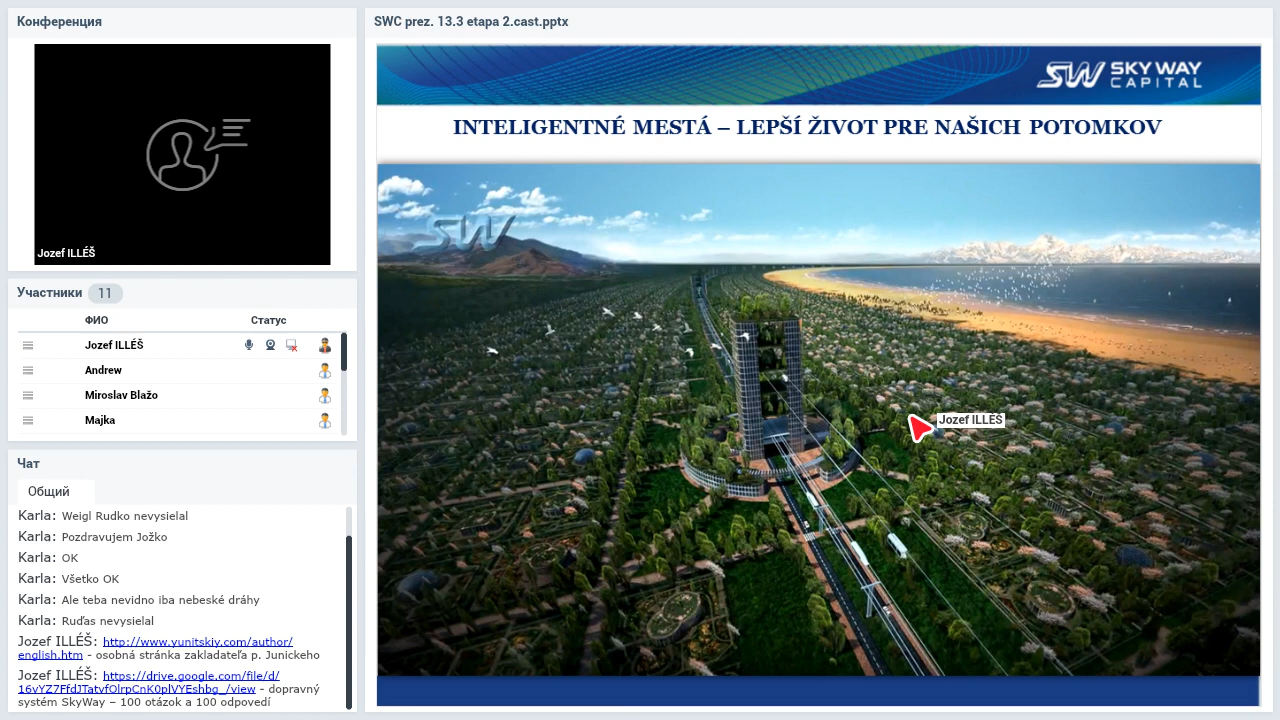 Конференция
Jozef ILLÉŠ
Участники 11
ФИО Статус
Jozef ILLÉŠ
Andrew
Miroslav Blažo
Majka
Чат
Общий
Karla: Weigl Rudko nevysielal
Karla: Pozdravujem Jožko
Karla: OK
Karla: Všetko OK
Karla: Ale teba nevidno iba nebeské dráhy
Karla: Ruďas nevysielal
Jozef ILLÉŠ: http://www.yunitskiy.com/author/
english.htm - osobná stránka zakladateľa p. Junického
Jozef ILLÉŠ: https://drive.google.com/file/d/
16vYZ7FfdJTatvfOlrpCnK0plVYEshbg_/view - dopravný
systém SkyWay – 100 otázok a 100 odpovedí
SWC prez. 13.3 etapa 2.cast.pptx
SW SKY WAY
CAPITAL
INTELIGENTNÉ MESTÁ – LEPŠÍ ŽIVOT PRE NAŠICH POTOMKOV
SW
Jozef ILLÉŠ